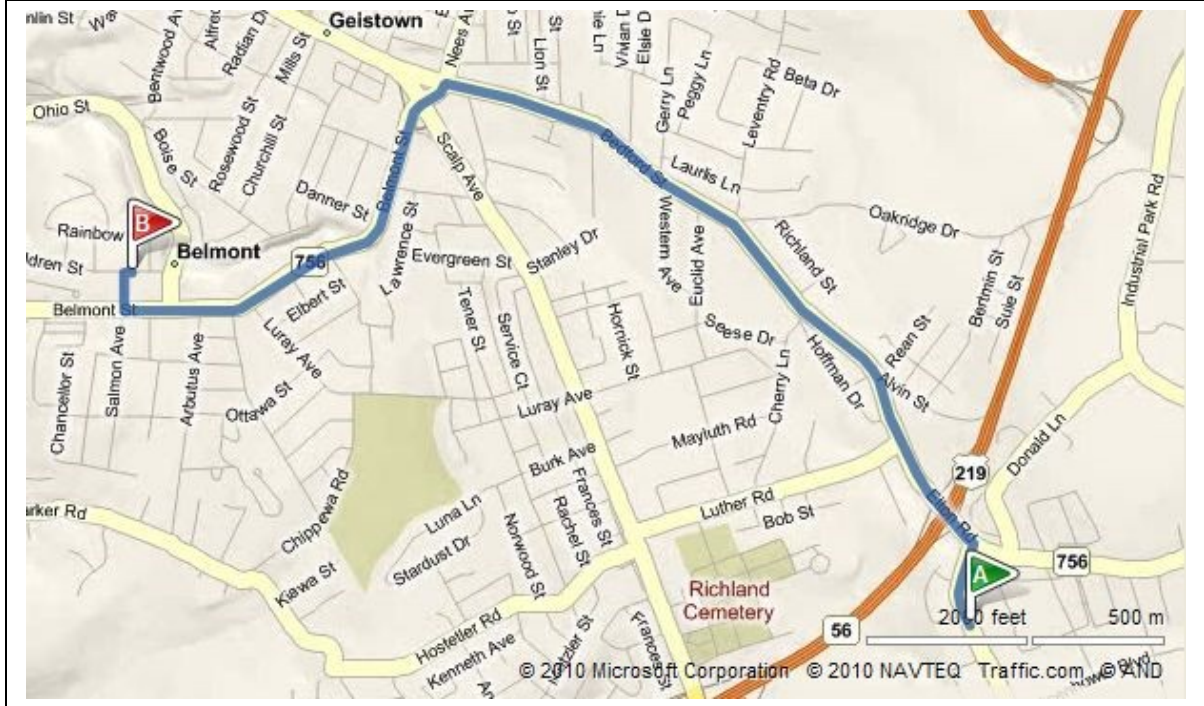 Geistown
Bentwood
Radian Dr
Mills St
Nees
Lion St
Vivian
Elsie
Gerry Ln
Peggy Ln
Leventry Rd
Beta Dr
Ohio St
Boise St
Rosewood St
Churchill St
Danner St
Belmont St
Scalp Ave
Bedford St
Laurlis Ln
Industrial Park Rd
B
Rainbow
Belmont
756
Lawrence St
Evergreen St
Stanley Dr
Western Ave
Euclid Ave
Richland St
Oakridge Dr
Bertmin St
Suie St
Belmont St
Elbert St
Luray Ave
Tener St
Service Ct
Hornick St
Seese Dr
Hoffman Dr
Rean St
Alvin St
Chancellor St
Salmon Ave
Arbutus Ave
Ottawa St
Luray Ave
Cherry Ln
Mayluth Rd
Burk Ave
Donald Ln
219
Chippewa Rd
Luna Ln
Stardust Dr
Norwood St
Rachel St
Frances St
Luther Rd
Bob St
Elton Rd
Kiawa St
A
756
Richland
Cemetery
56
2000 feet
500 m
Hostetler Rd
Kenneth Ave
Frances St
© 2010 Microsoft Corporation © 2010 NAVTEQ Traffic.com, © AND